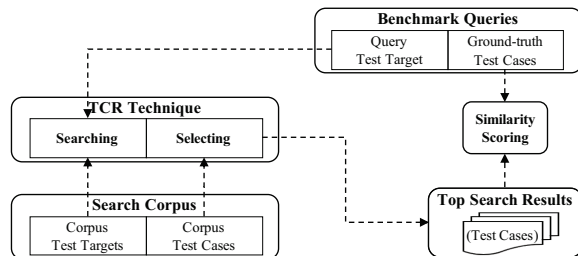 Benchmark Queries
Query
Test Target
Ground-truth
Test Cases
TCR Technique
Searching
Selecting
Similarity
Scoring
Search Corpus
Corpus
Test Targets
Corpus
Test Cases
Top Search Results
(Test Cases)